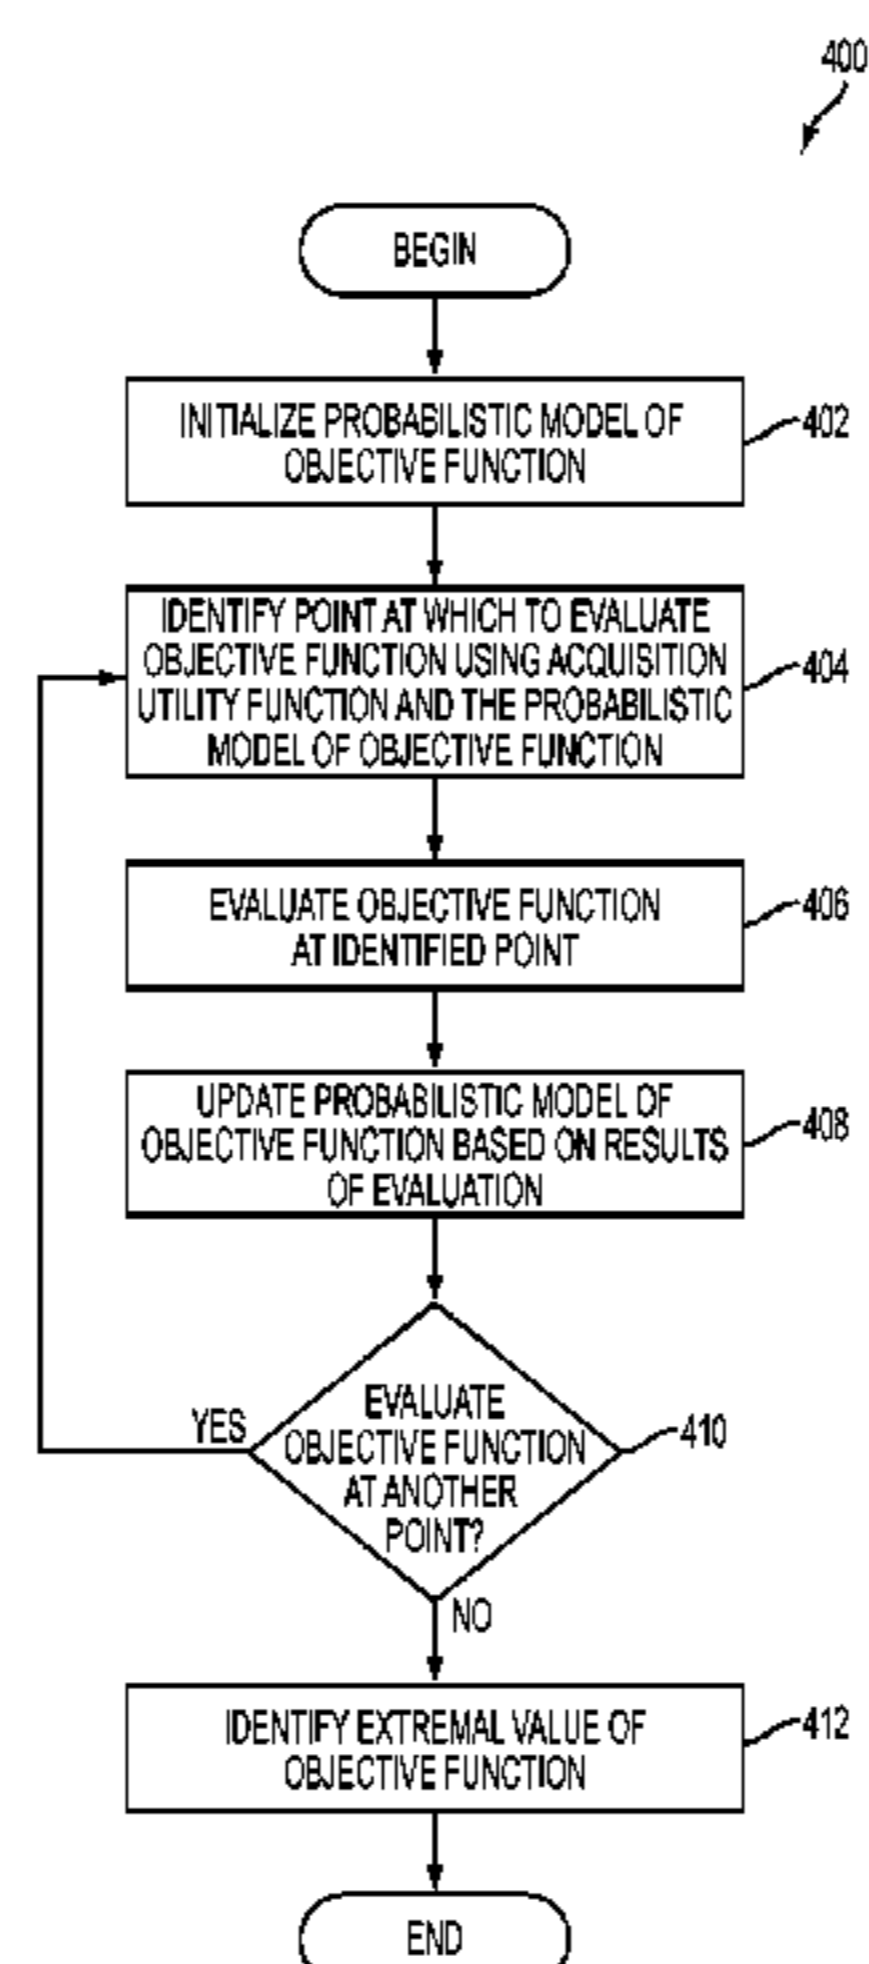 400
BEGIN
INITIALIZE PROBABILISTIC MODEL OF
OBJECTIVE FUNCTION
402
IDENTIFY POINT AT WHICH TO EVALUATE
OBJECTIVE FUNCTION USING ACQUISITION
UTILITY FUNCTION AND THE PROBABILISTIC
MODEL OF OBJECTIVE FUNCTION
404
EVALUATE OBJECTIVE FUNCTION
AT IDENTIFIED POINT
406
UPDATE PROBABILISTIC MODEL OF
OBJECTIVE FUNCTION BASED ON RESULTS
OF EVALUATION
408
YES
EVALUATE
OBJECTIVE FUNCTION
AT ANOTHER
POINT?
410
NO
IDENTIFY EXTREMAL VALUE OF
OBJECTIVE FUNCTION
412
END